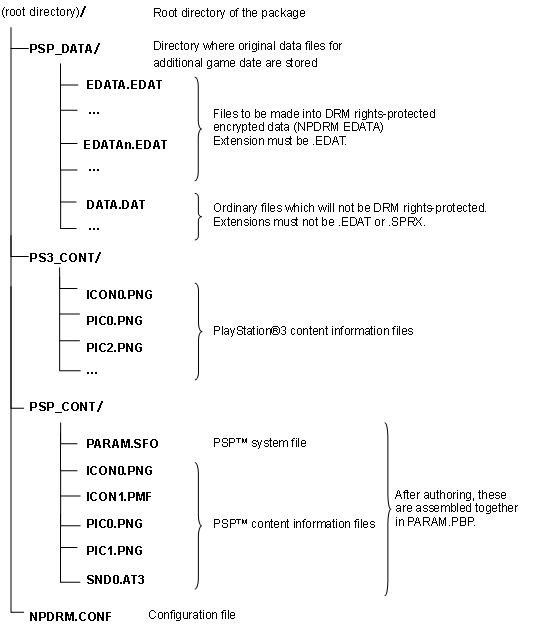 (root directory)/ Root directory of the package
PSP_DATA/ Directory where original data files for
additional game date are stored
EDATA.EDAT
...
EDATAn.EDAT
...
Files to be made into DRM rights-protected
encrypted data (NPDRM EDATA)
Extension must be .EDAT.
DATA.DAT
...
Ordinary files which will not be DRM rights-protected.
Extensions must not be .EDAT or .SPRX.
PS3_CONT/
ICON0.PNG
PIC0.PNG
PIC2.PNG
...
PlayStation®3 content information files
PSP_CONT/
PARAM.SFO PSP™ system file
ICON0.PNG
ICON1.PMF
PIC0.PNG
PIC1.PNG
SND0.AT3
PSP™ content information files
After authoring, these
are assembled together
in PARAM.PBP.
NPDRM.CONF Configuration file